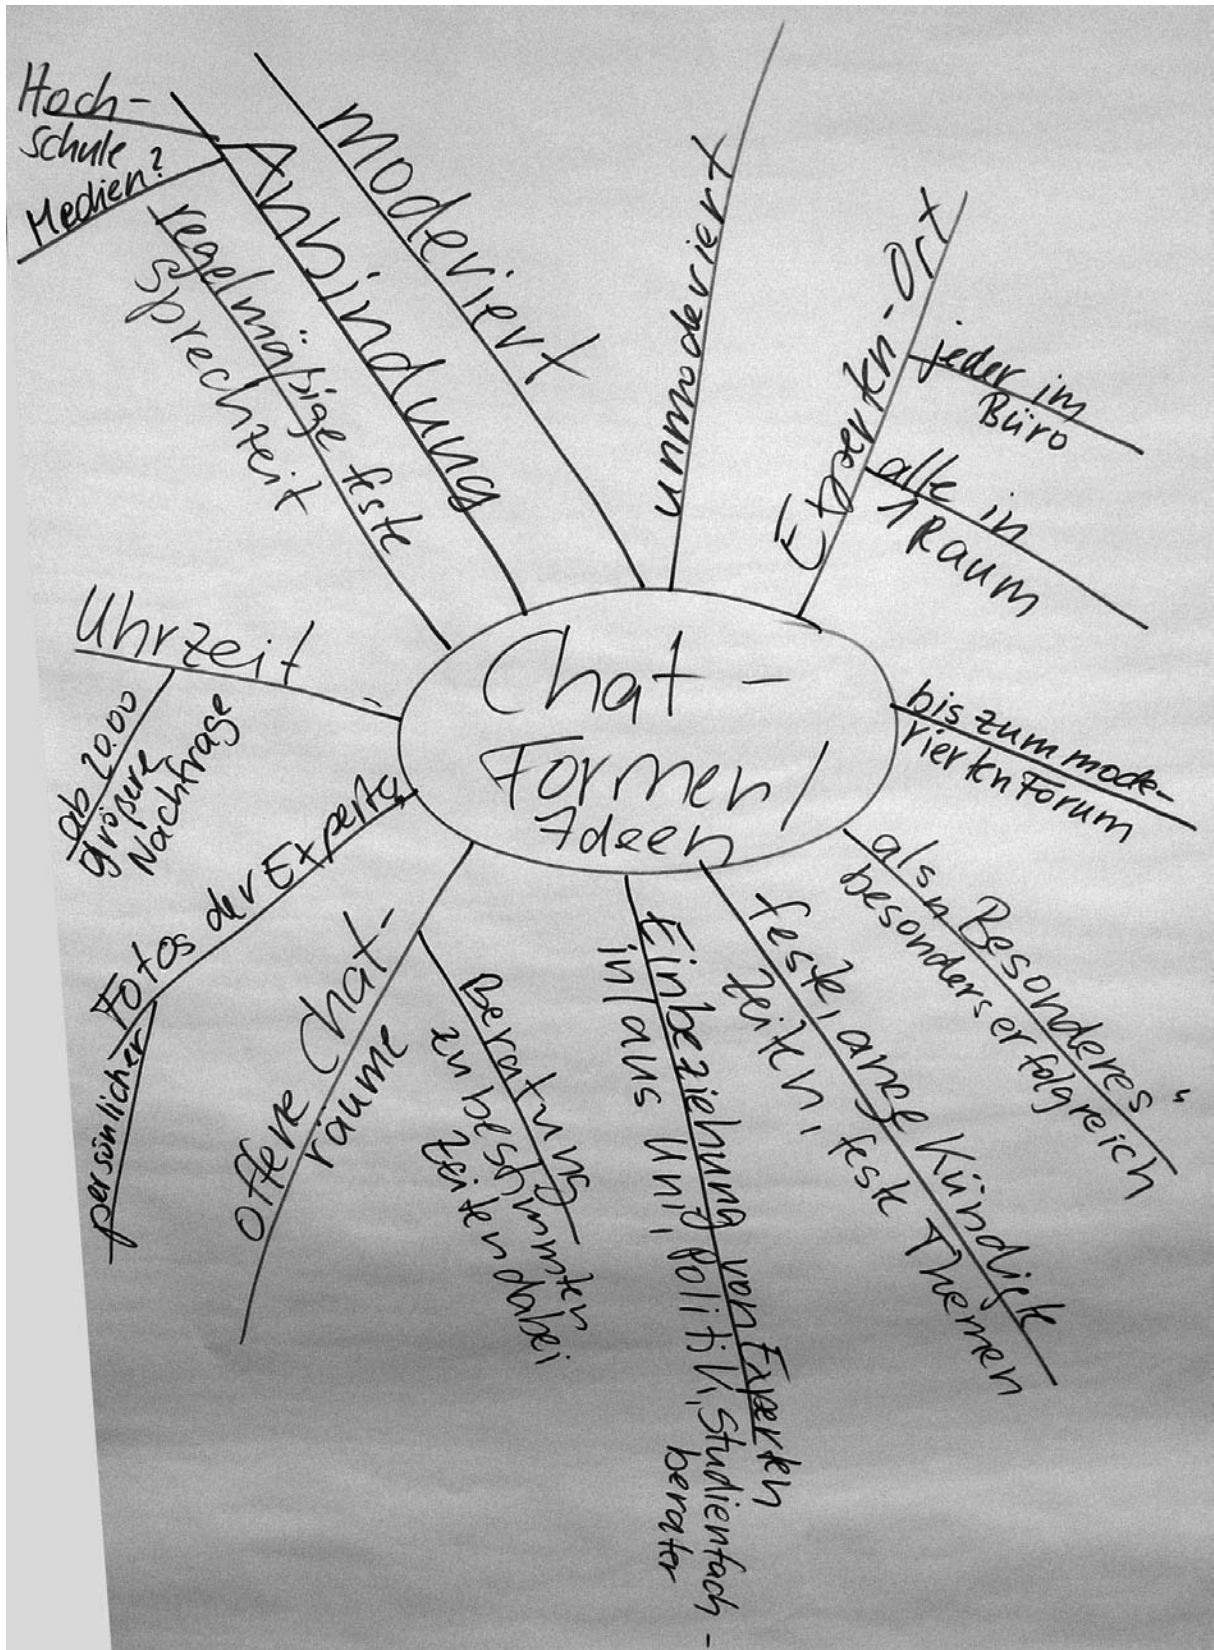 Chat-
Formen/
Ideen
moderiert
unmoderiert
Experten-Ort
jeder im
Büro
alle in
1 Raum
bis zum mode-
rierten Forum
als „Besonderes“
besonders erfolgreich
feste, angekündigte
Zeiten, feste Themen
Einbeziehung von Experten
in/aus Uni, Politik, Studienfach-
berater
offene Chat-
räume
Beratung
zu bestimmten
Zeiten dabei
Fotos der Experten
persönlicher
Uhrzeit
ab 20.00
größere
Nachfrage
regelmäßige feste
Sprechzeit
Anbindung
Hoch-
schule
Medien?